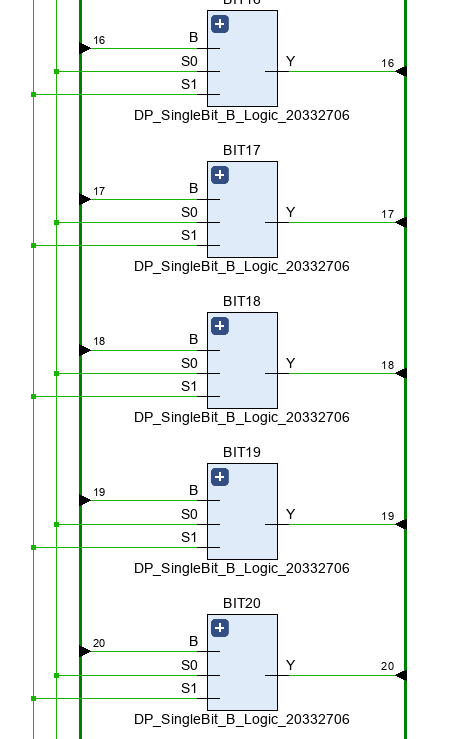 BIT16
16
B
S0
Y
16
S1
DP_SingleBit_B_Logic_20332706
BIT17
17
B
S0
Y
17
S1
DP_SingleBit_B_Logic_20332706
BIT18
18
B
S0
Y
18
S1
DP_SingleBit_B_Logic_20332706
BIT19
19
B
S0
Y
19
S1
DP_SingleBit_B_Logic_20332706
BIT20
20
B
S0
Y
20
S1
DP_SingleBit_B_Logic_20332706